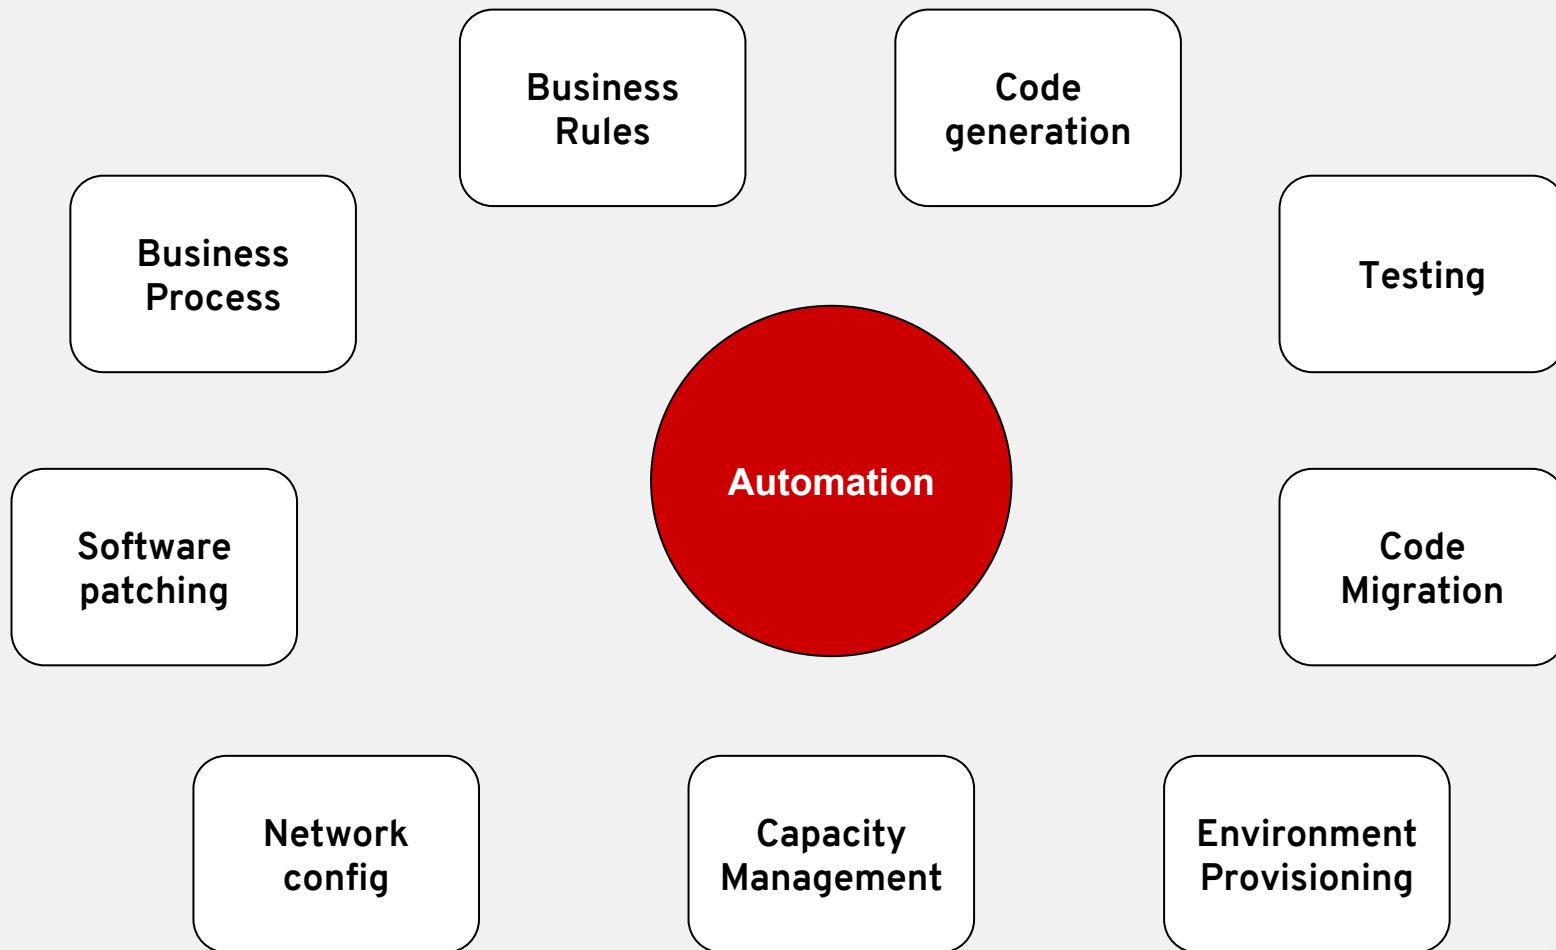 Business
Rules
Code
generation
Business
Process
Testing
Automation
Software
patching
Code
Migration
Network
config
Capacity
Management
Environment
Provisioning